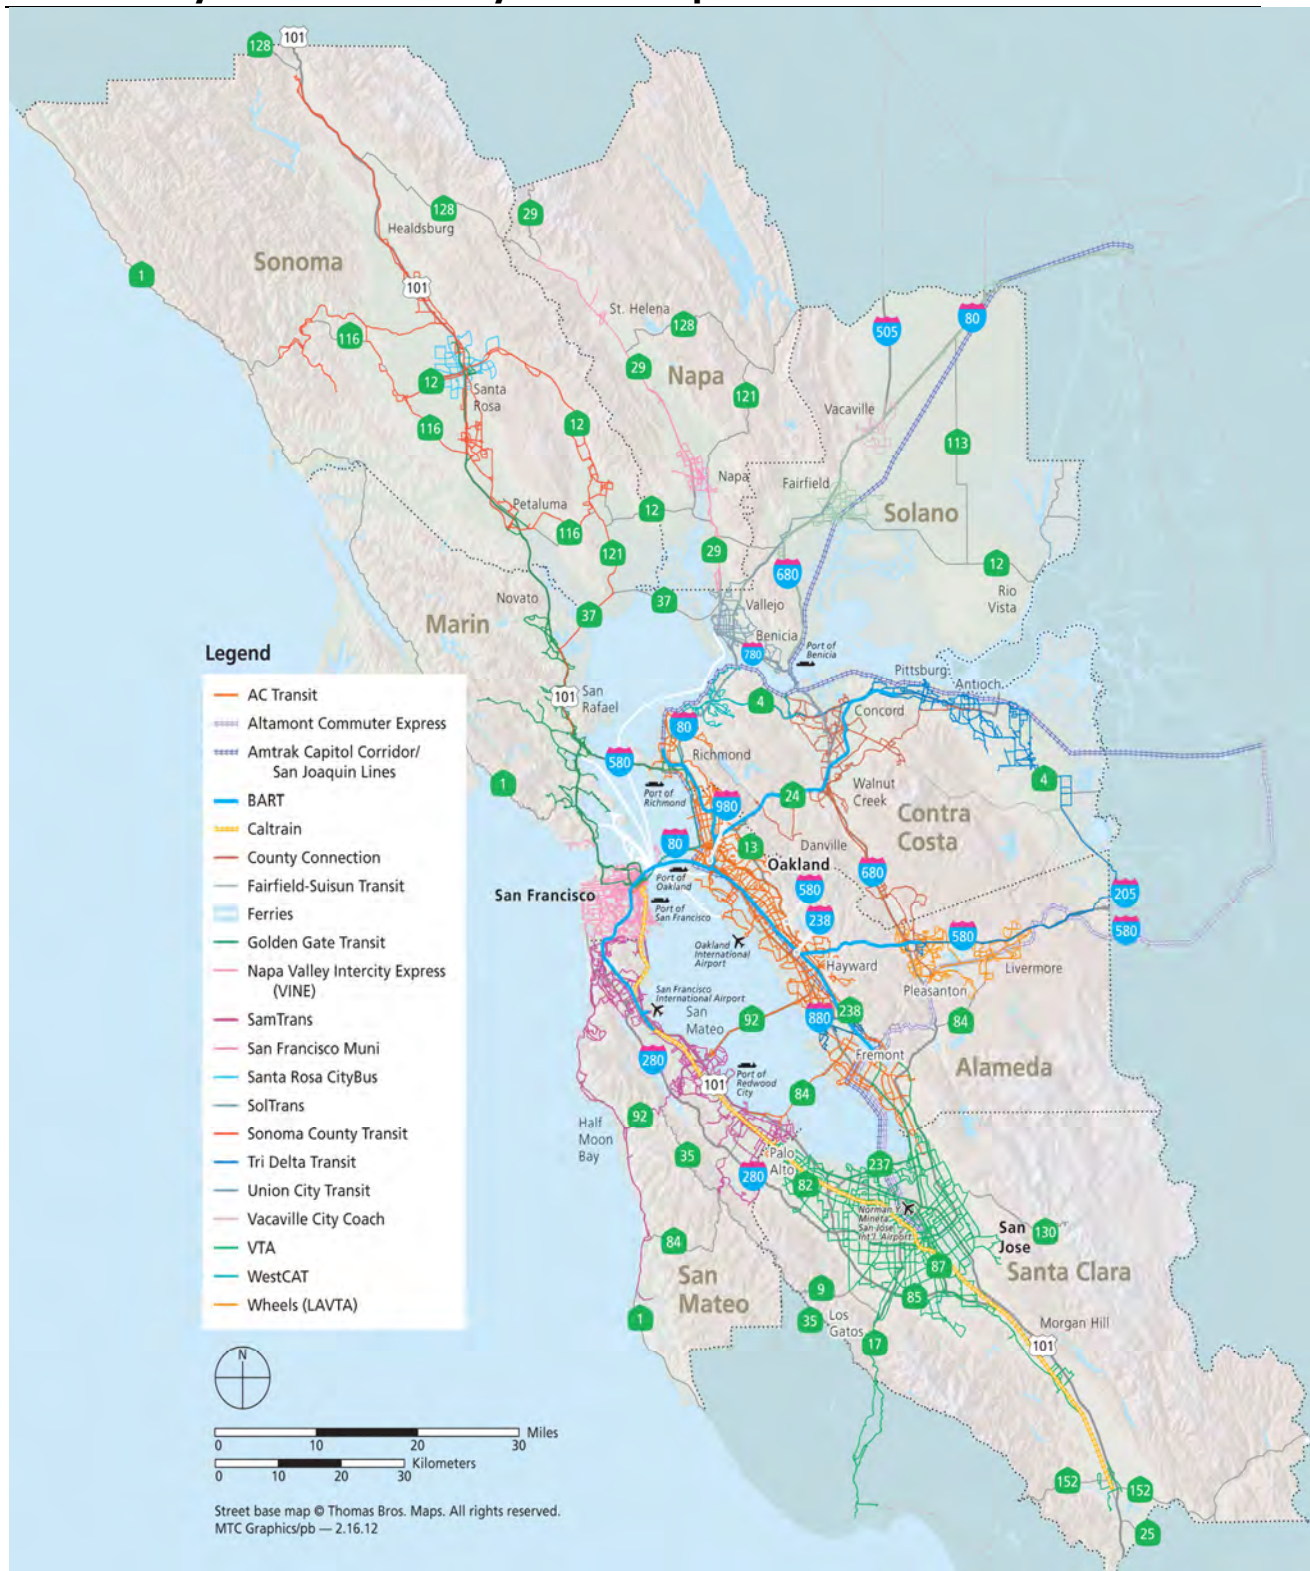 128
101
128
29
Healdsburg
Sonoma
1
101
St. Helena
128
505
80
116
29
Napa
12
Santa
Rosa
121
Vacaville
116
12
113
Napa
Fairfield
Petaluma
12
Solano
116
121
29
680
12
Rio
Vista
Novato
37
37
Vallejo
Marin
Benicia
780
Port of
Benicia
Pittsburg
Antioch
101
San
Rafael
4
Concord
80
Richmond
580
4
1
Port of
Richmond
980
24
Walnut
Creek
Contra
Costa
80
13
Danville
Oakland
680
San Francisco
Port of
Oakland
580
205
Port of
San Francisco
238
580
580
Oakland
International
Airport
Hayward
Livermore
Pleasanton
San Francisco
International Airport
San
Mateo
92
880
238
84
280
Fremont
101
Port of
Redwood
City
Alameda
84
92
Half
Moon
Bay
35
280
Palo
Alto
82
237
Norman Y.
Mineta
San Jose
Int'l. Airport
San
Jose
130
84
87
San
Mateo
Santa Clara
9
85
1
35
Los
Gatos
17
Morgan Hill
101
152
152
25
Legend
AC Transit
Altamont Commuter Express
Amtrak Capitol Corridor/
San Joaquin Lines
BART
Caltrain
County Connection
Fairfield-Suisun Transit
Ferries
Golden Gate Transit
Napa Valley Intercity Express
(VINE)
SamTrans
San Francisco Muni
Santa Rosa CityBus
SolTrans
Sonoma County Transit
Tri Delta Transit
Union City Transit
Vacaville City Coach
VTA
WestCAT
Wheels (LAVTA)
N
Miles
0 10 20 30
Kilometers
0 10 20 30
Street base map © Thomas Bros. Maps. All rights reserved.
MTC Graphics/pb — 2.16.12